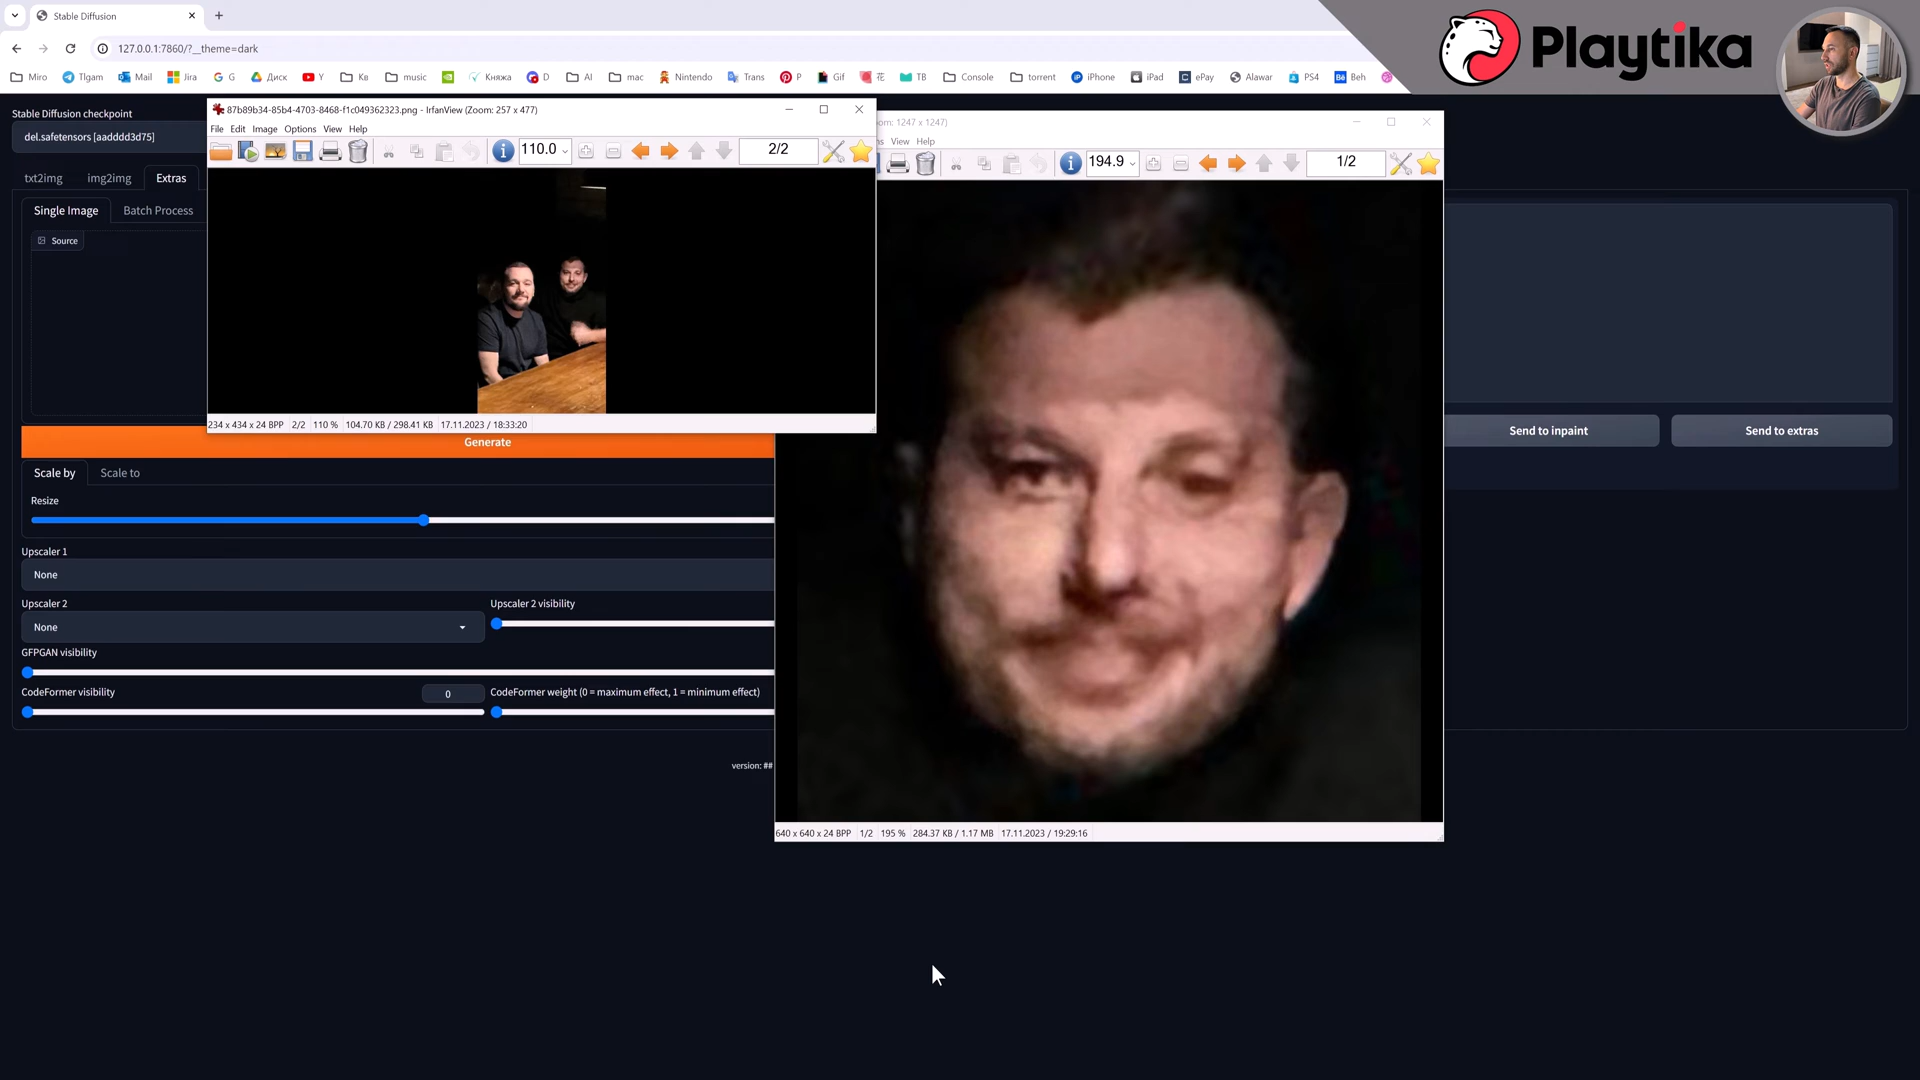 Stable Diffusion
127.0.0.1:7860/?__theme=dark
Miro Tlgam Mail Jira G Диск Y Кв music Княжа D AI mac Nintendo Trans P Gif 花 ТВ Console torrent iPhone iPad ePay Alawar PS4 Beh
Playtika
Stable Diffusion checkpoint
del.safetensors [aadddd3d75]
txt2img img2img Extras
Single Image Batch Process
Source
87b89b34-85b4-4703-8468-f1c049362323.png - IrfanView (Zoom: 257 x 477)
File Edit Image Options View Help
110.0 2/2
234 x 434 x 24 BPP 2/2 110 % 104.70 KB / 298.41 KB 17.11.2023 / 18:33:20
1247 x 1247)
View Help
194.9 1/2
640 x 640 x 24 BPP 1/2 195 % 284.37 KB / 1.17 MB 17.11.2023 / 19:29:16
Generate
Send to inpaint Send to extras
Scale by Scale to
Resize
Upscaler 1
None
Upscaler 2 Upscaler 2 visibility
None
GFPGAN visibility
CodeFormer visibility 0 CodeFormer weight (0 = maximum effect, 1 = minimum effect)
version: ##